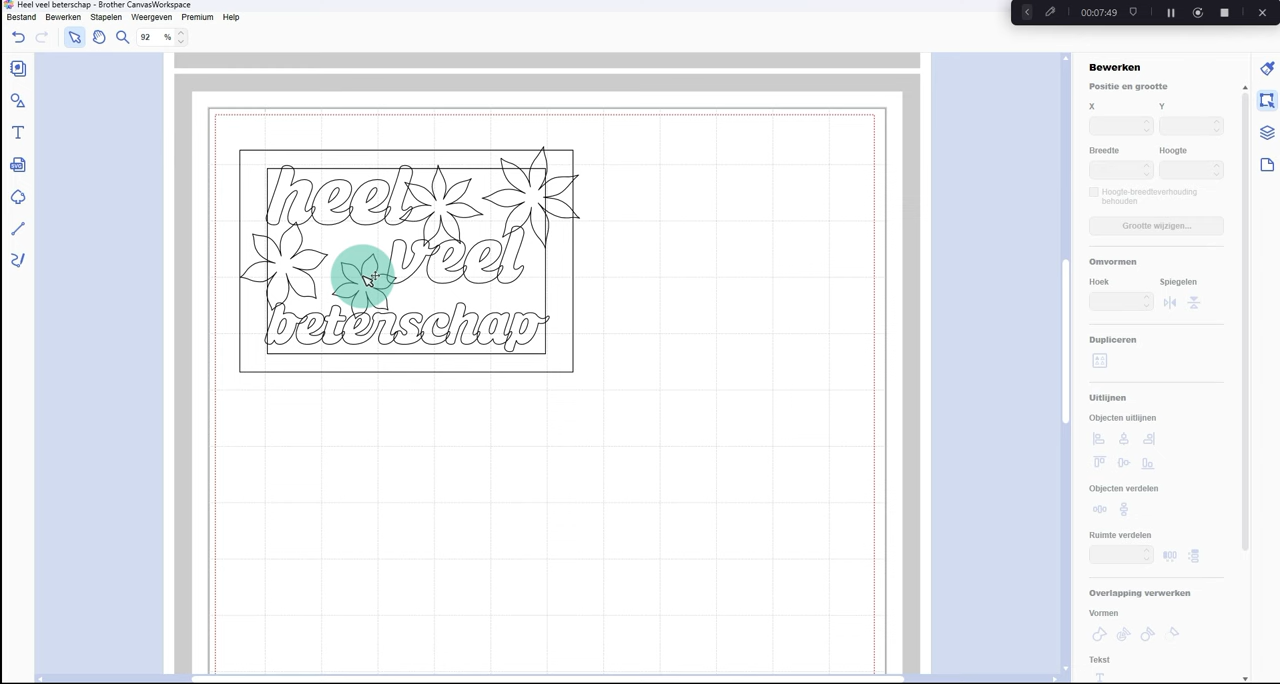 Heel veel beterschap - Brother CanvasWorkspace
Bestand Bewerken Stapelen Weergeven Premium Help
00:07:49
92 %
Bewerken
Positie en grootte
X Y
Breedte Hoogte
Hoogte-breedteverhouding
behouden
Grootte wijzigen...
Omvormen
Hoek Spiegelen
Dupliceren
Uitlijnen
Objecten uitlijnen
Objecten verdelen
Ruimte verdelen
Overlapping verwerken
Vormen
Tekst
heel
veel
beterschap